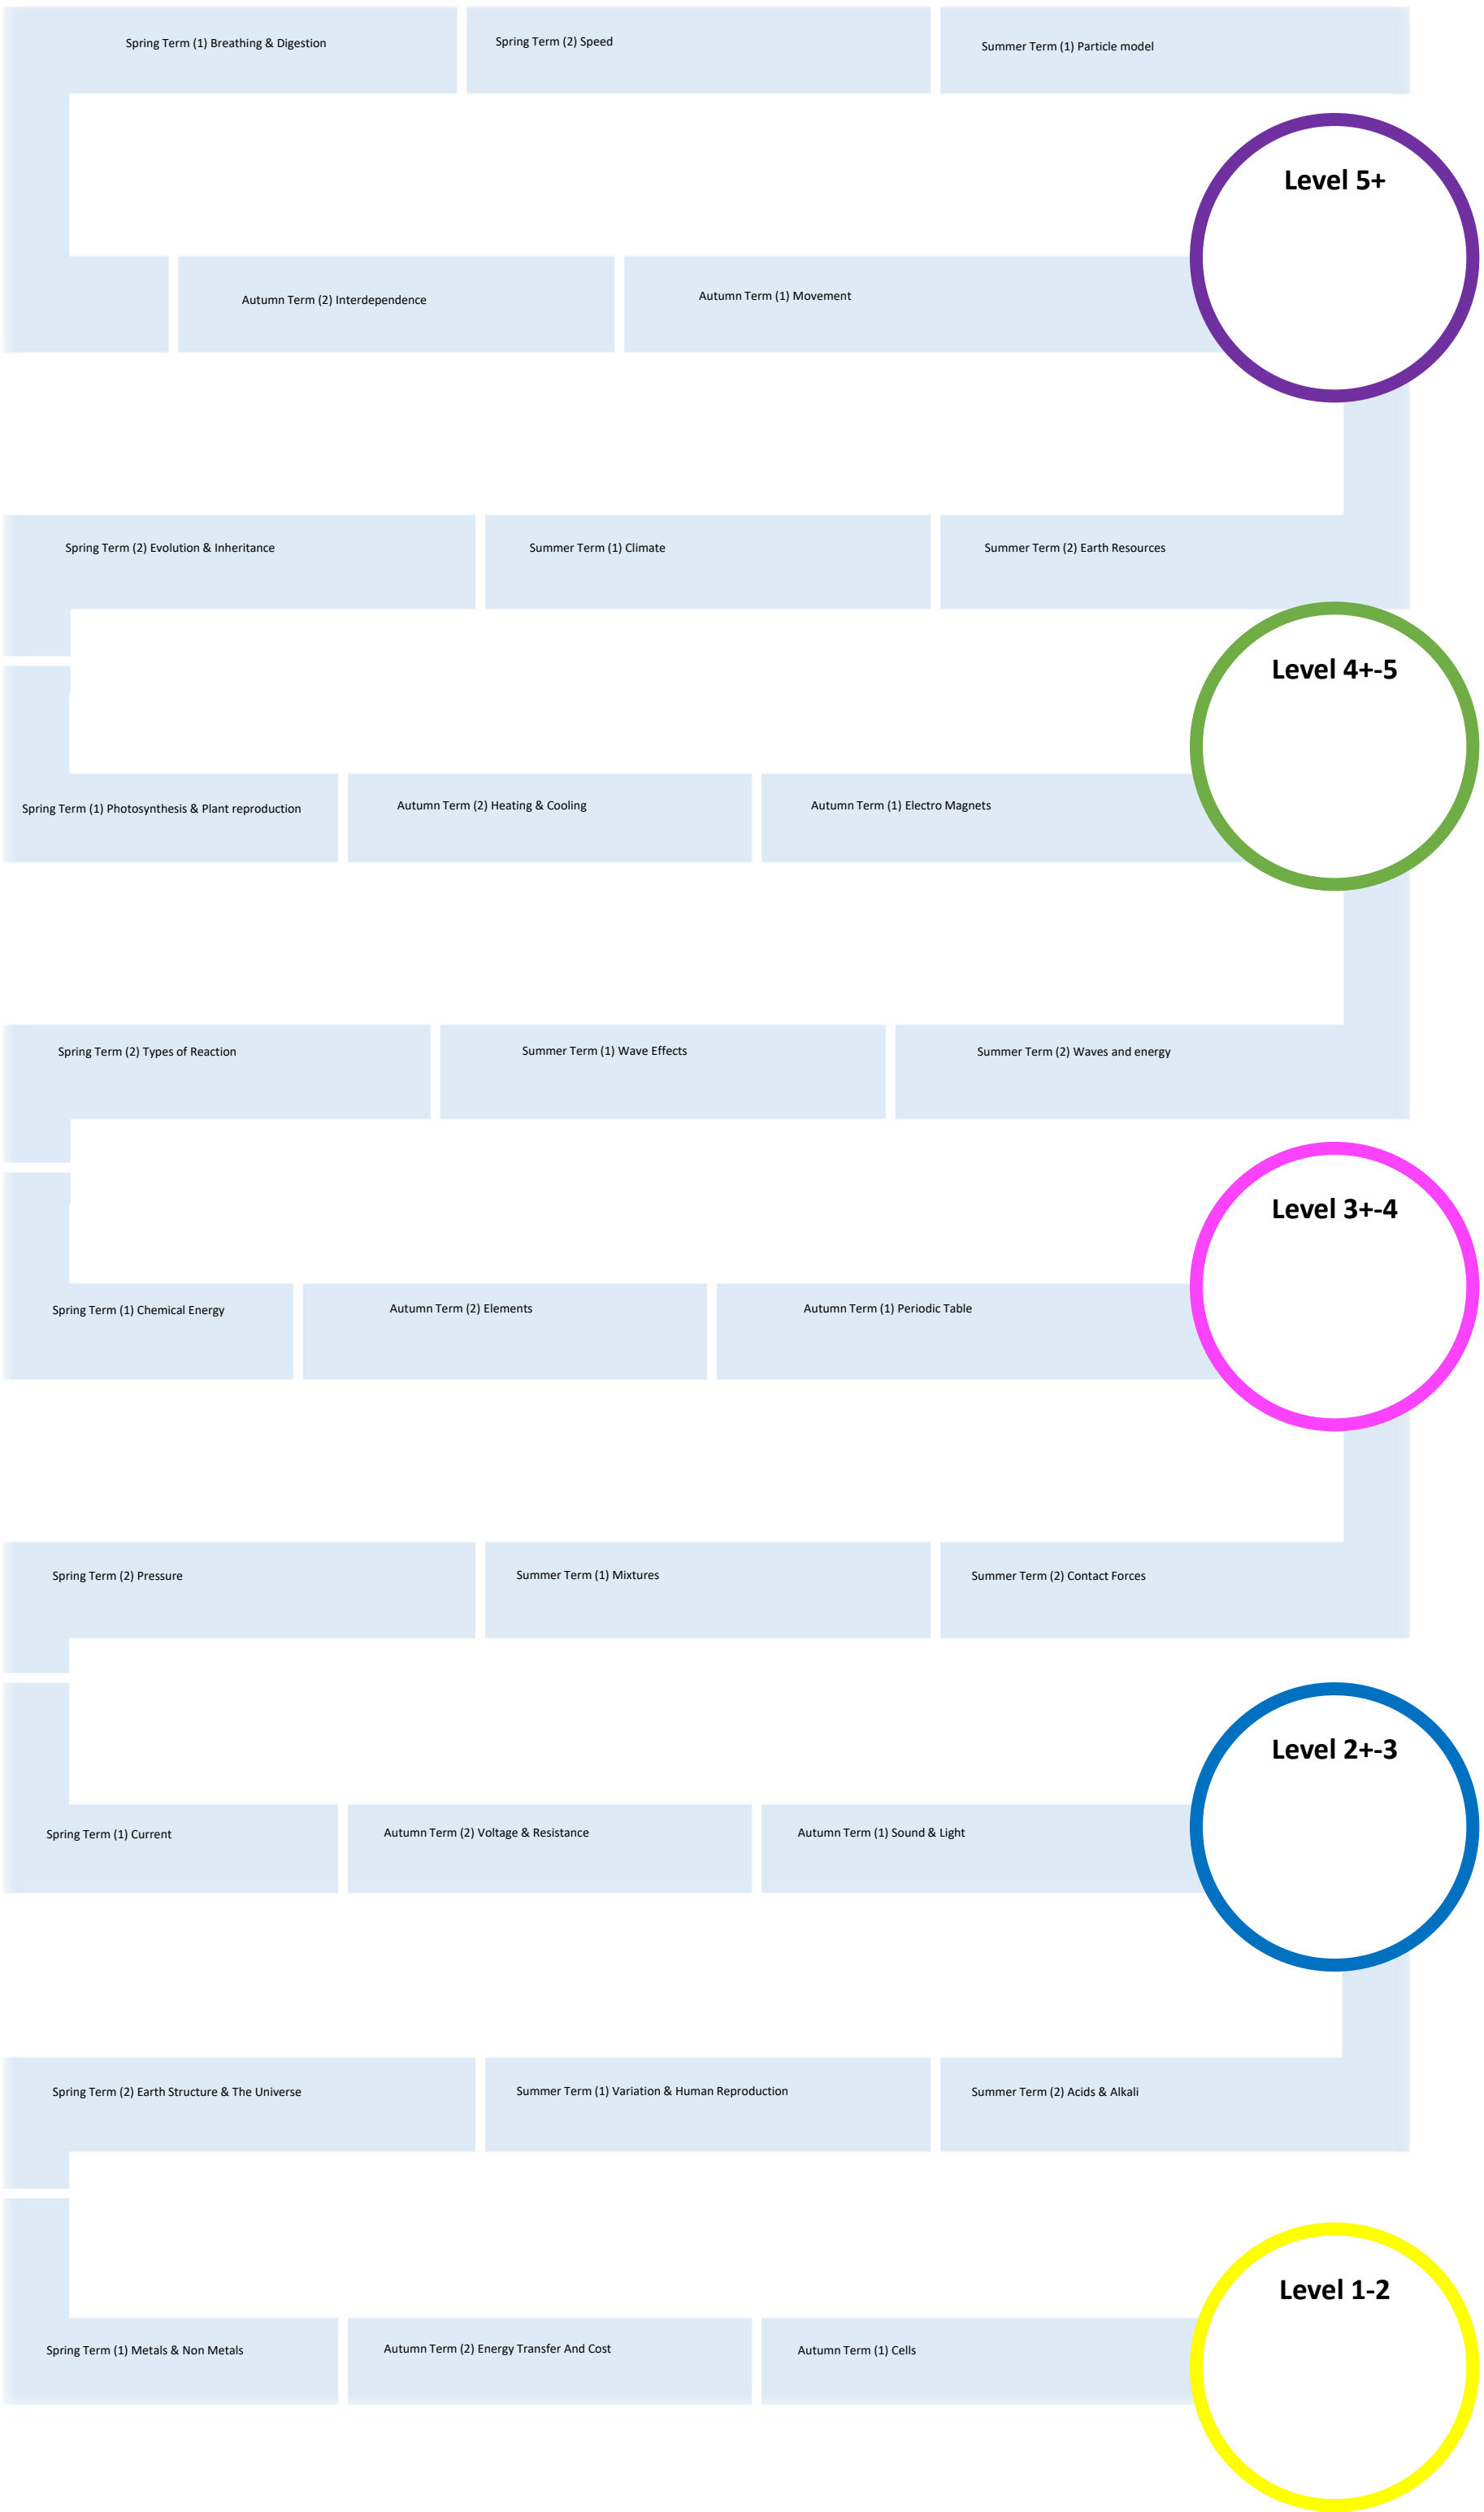 Spring Term (1) Breathing & Digestion
Spring Term (2) Speed
Summer Term (1) Particle model
Level 5+
Autumn Term (2) Interdependence
Autumn Term (1) Movement
Spring Term (2) Evolution & Inheritance
Summer Term (1) Climate
Summer Term (2) Earth Resources
Level 4+-5
Spring Term (1) Photosynthesis & Plant reproduction
Autumn Term (2) Heating & Cooling
Autumn Term (1) Electro Magnets
Spring Term (2) Types of Reaction
Summer Term (1) Wave Effects
Summer Term (2) Waves and energy
Level 3+-4
Spring Term (1) Chemical Energy
Autumn Term (2) Elements
Autumn Term (1) Periodic Table
Spring Term (2) Pressure
Summer Term (1) Mixtures
Summer Term (2) Contact Forces
Level 2+-3
Spring Term (1) Current
Autumn Term (2) Voltage & Resistance
Autumn Term (1) Sound & Light
Spring Term (2) Earth Structure & The Universe
Summer Term (1) Variation & Human Reproduction
Summer Term (2) Acids & Alkali
Level 1-2
Spring Term (1) Metals & Non Metals
Autumn Term (2) Energy Transfer And Cost
Autumn Term (1) Cells